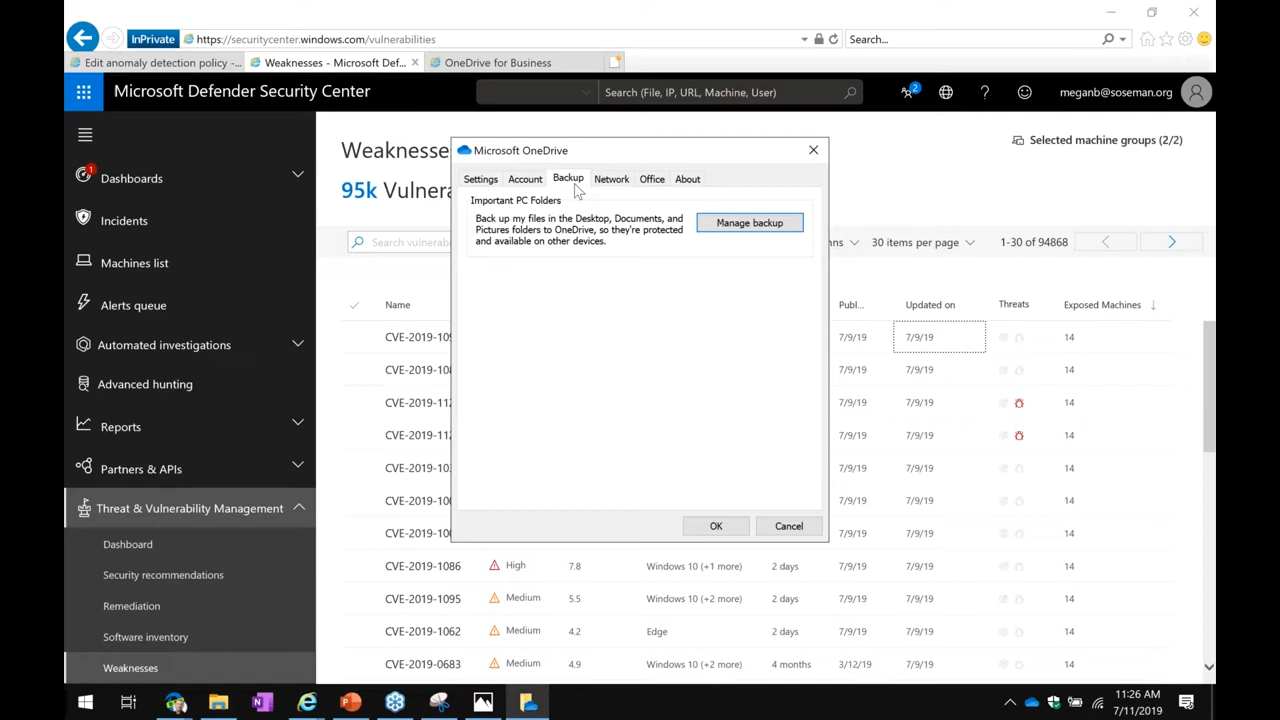 InPrivate
https://securitycenter.windows.com/vulnerabilities
Search...
Edit anomaly detection policy -...
Weaknesses - Microsoft Def...
OneDrive for Business
Microsoft Defender Security Center
Search (File, IP, URL, Machine, User)
2
meganb@soseman.org
1
Dashboards
Incidents
Machines list
Alerts queue
Automated investigations
Advanced hunting
Reports
Partners & APIs
Threat & Vulnerability Management
Dashboard
Security recommendations
Remediation
Software inventory
Weaknesses
Weaknesse
Selected machine groups (2/2)
95k Vulnera
Search vulnerab
30 items per page
1-30 of 94868
Microsoft OneDrive
Settings
Account
Backup
Network
Office
About
Important PC Folders
Back up my files in the Desktop, Documents, and
Pictures folders to OneDrive, so they're protected
and available on other devices.
Manage backup
OK
Cancel
Name
Publ...
Updated on
Threats
Exposed Machines
7/9/19 7/9/19 14
7/9/19 7/9/19 14
7/9/19 7/9/19 14
7/9/19 7/9/19 14
7/9/19 7/9/19 14
7/9/19 7/9/19 14
7/9/19 7/9/19 14
CVE-2019-1086 High 7.8 Windows 10 (+1 more) 2 days 7/9/19 7/9/19 14
CVE-2019-1095 Medium 5.5 Windows 10 (+2 more) 2 days 7/9/19 7/9/19 14
CVE-2019-1062 Medium 4.2 Edge 2 days 7/9/19 7/9/19 14
CVE-2019-0683 Medium 4.9 Windows 10 (+2 more) 4 months 3/12/19 7/9/19 14
11:26 AM
7/11/2019